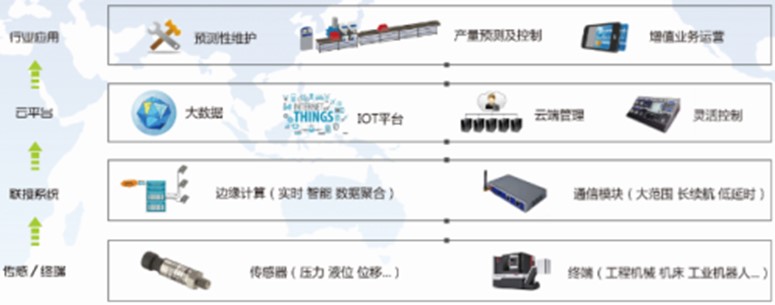 行业应用
预测性维护
产量预测及控制
增值业务运营
云平台
大数据
INTERNET
THINGS
IOT平台
云端管理
灵活控制
联接系统
边缘计算（实时 智能 数据聚合）
通信模块（大范围 长续航 低延时）
传感／终端
传感器（压力 液位 位移...）
终端（工程机械 机床 工业机器人...）